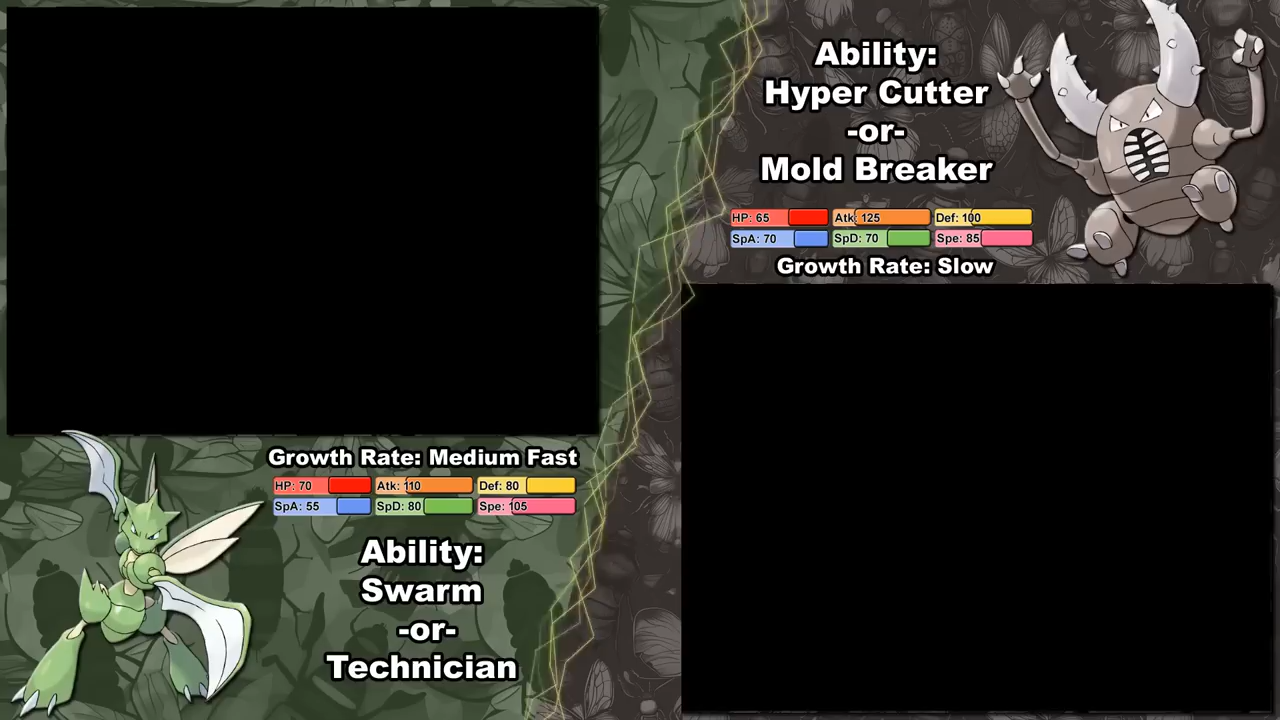 Ability:
Hyper Cutter
-or-
Mold Breaker
HP: 65 Atk: 125 Def: 100
SpA: 70 SpD: 70 Spe: 85
Growth Rate: Slow
Growth Rate: Medium Fast
HP: 70 Atk: 110 Def: 80
SpA: 55 SpD: 80 Spe: 105
Ability:
Swarm
-or-
Technician